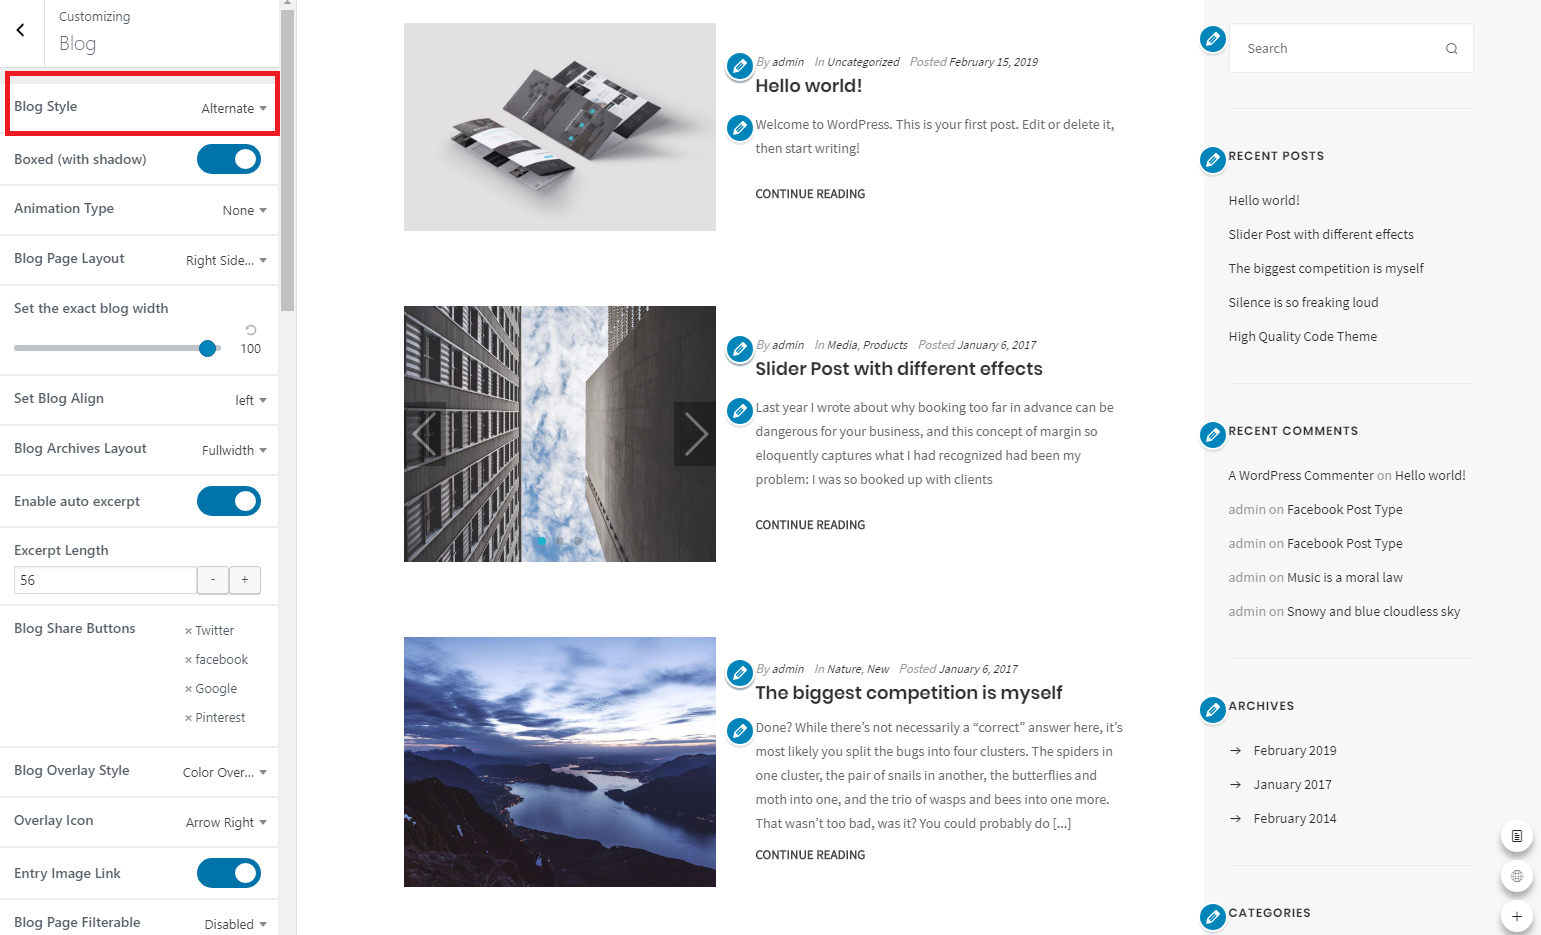 Customizing
Blog
Blog Style
Alternate
Boxed (with shadow)
Animation Type
None
Blog Page Layout
Right Side...
Set the exact blog width
100
Set Blog Align
left
Blog Archives Layout
Fullwidth
Enable auto excerpt
Excerpt Length
56
-
+
Blog Share Buttons
× Twitter
× facebook
× Google
× Pinterest
Blog Overlay Style
Color Over...
Overlay Icon
Arrow Right
Entry Image Link
Blog Page Filterable
Disabled
By admin In Uncategorized Posted February 15, 2019
Hello world!
Welcome to WordPress. This is your first post. Edit or delete it,
then start writing!
CONTINUE READING
By admin In Media, Products Posted January 6, 2017
Slider Post with different effects
Last year I wrote about why booking too far in advance can be
dangerous for your business, and this concept of margin so
eloquently captures what I had recognized had been my
problem: I was so booked up with clients
CONTINUE READING
By admin In Nature, New Posted January 6, 2017
The biggest competition is myself
Done? While there’s not necessarily a “correct” answer here, it’s
most likely you split the bugs into four clusters. The spiders in
one cluster, the pair of snails in another, the butterflies and
moth into one, and the trio of wasps and bees into one more.
That wasn’t too bad, was it? You could probably do [...]
CONTINUE READING
Search
RECENT POSTS
Hello world!
Slider Post with different effects
The biggest competition is myself
Silence is so freaking loud
High Quality Code Theme
RECENT COMMENTS
A WordPress Commenter on Hello world!
admin on Facebook Post Type
admin on Facebook Post Type
admin on Music is a moral law
admin on Snowy and blue cloudless sky
ARCHIVES
→ February 2019
→ January 2017
→ February 2014
CATEGORIES
+